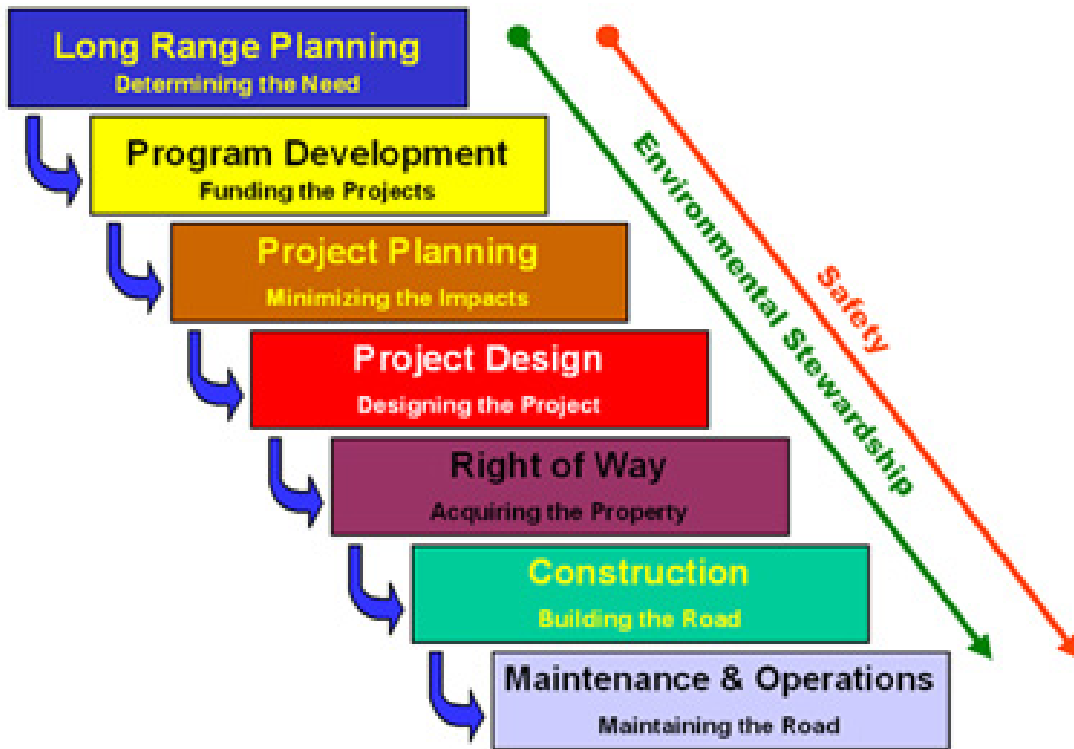 Long Range Planning
Determining the Need
Program Development
Funding the Projects
Project Planning
Minimizing the Impacts
Project Design
Designing the Project
Right of Way
Acquiring the Property
Construction
Building the Road
Maintenance & Operations
Maintaining the Road
Environmental Stewardship
Safety